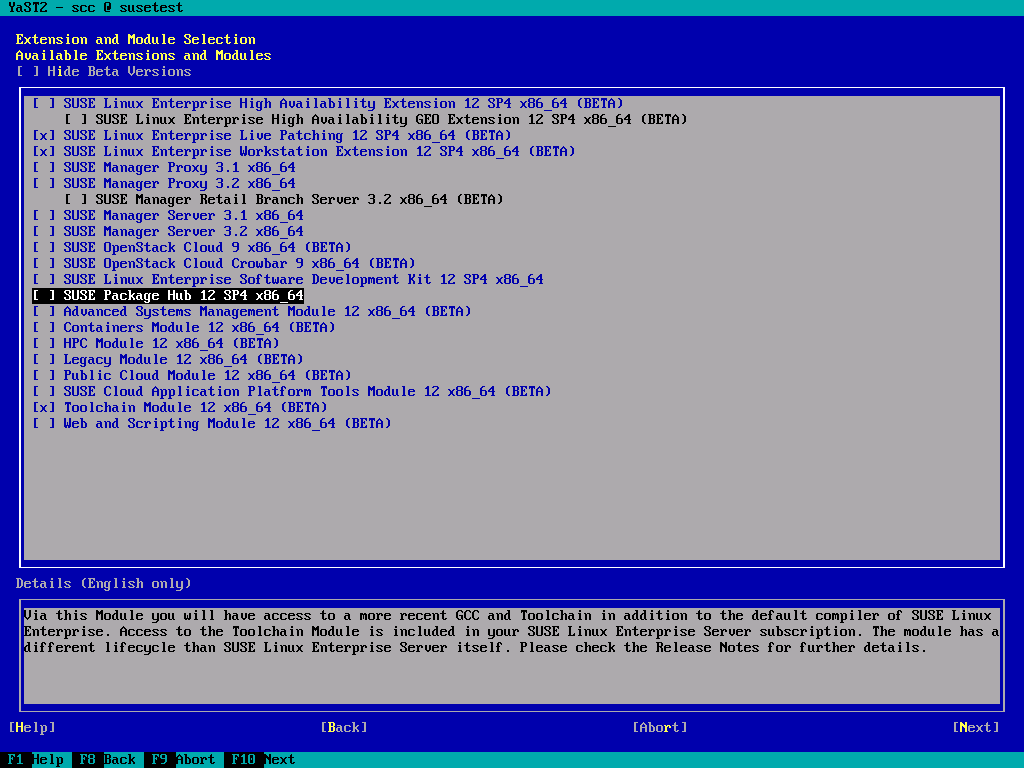 YaST2 - scc @ susetest
Extension and Module Selection
Available Extensions and Modules
[ ] Hide Beta Versions
[ ] SUSE Linux Enterprise High Availability Extension 12 SP4 x86_64 (BETA)
[ ] SUSE Linux Enterprise High Availability GEO Extension 12 SP4 x86_64 (BETA)
[x] SUSE Linux Enterprise Live Patching 12 SP4 x86_64 (BETA)
[x] SUSE Linux Enterprise Workstation Extension 12 SP4 x86_64 (BETA)
[ ] SUSE Manager Proxy 3.1 x86_64
[ ] SUSE Manager Proxy 3.2 x86_64
[ ] SUSE Manager Retail Branch Server 3.2 x86_64 (BETA)
[ ] SUSE Manager Server 3.1 x86_64
[ ] SUSE Manager Server 3.2 x86_64
[ ] SUSE OpenStack Cloud 9 x86_64 (BETA)
[ ] SUSE OpenStack Cloud Crowbar 9 x86_64 (BETA)
[ ] SUSE Linux Enterprise Software Development Kit 12 SP4 x86_64
[ ] SUSE Package Hub 12 SP4 x86_64
[ ] Advanced Systems Management Module 12 x86_64 (BETA)
[ ] Containers Module 12 x86_64 (BETA)
[ ] HPC Module 12 x86_64 (BETA)
[ ] Legacy Module 12 x86_64 (BETA)
[ ] Public Cloud Module 12 x86_64 (BETA)
[ ] SUSE Cloud Application Platform Tools Module 12 x86_64 (BETA)
[x] Toolchain Module 12 x86_64 (BETA)
[ ] Web and Scripting Module 12 x86_64 (BETA)
Details (English only)
Via this Module you will have access to a more recent GCC and Toolchain in addition to the default compiler of SUSE Linux
Enterprise. Access to the Toolchain Module is included in your SUSE Linux Enterprise Server subscription. The module has a
different lifecycle than SUSE Linux Enterprise Server itself. Please check the Release Notes for further details.
[Help] [Back] [Abort] [Next]
F1 Help F8 Back F9 Abort F10 Next